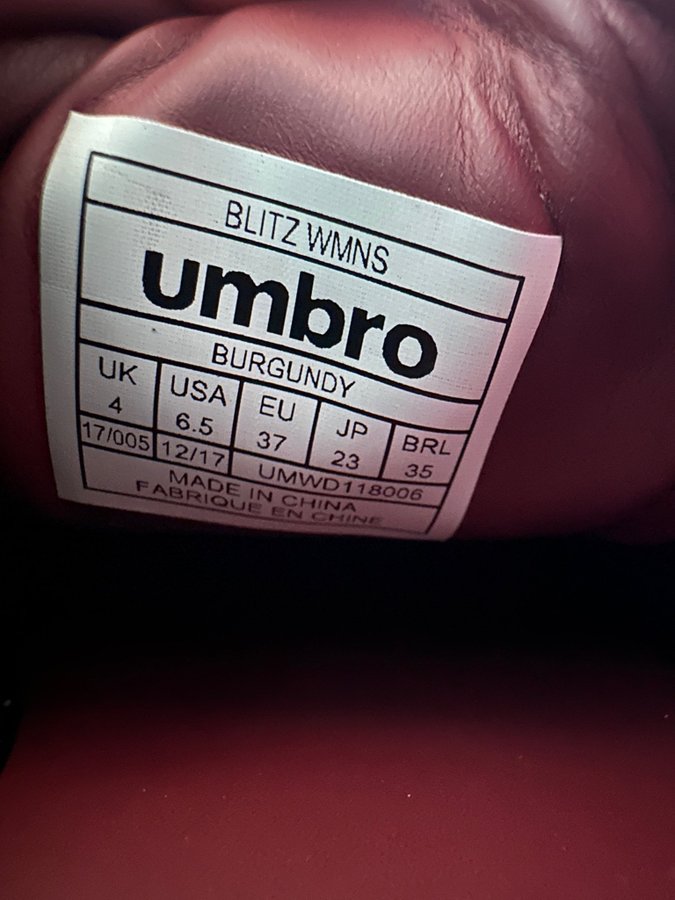 BLITZ WMNS
umbro
BURGUNDY
UK USA EU JP BRL
4 6.5 37 23 35
17/005 12/17 UMWD118006
MADE IN CHINA
FABRIQUE EN CHINE